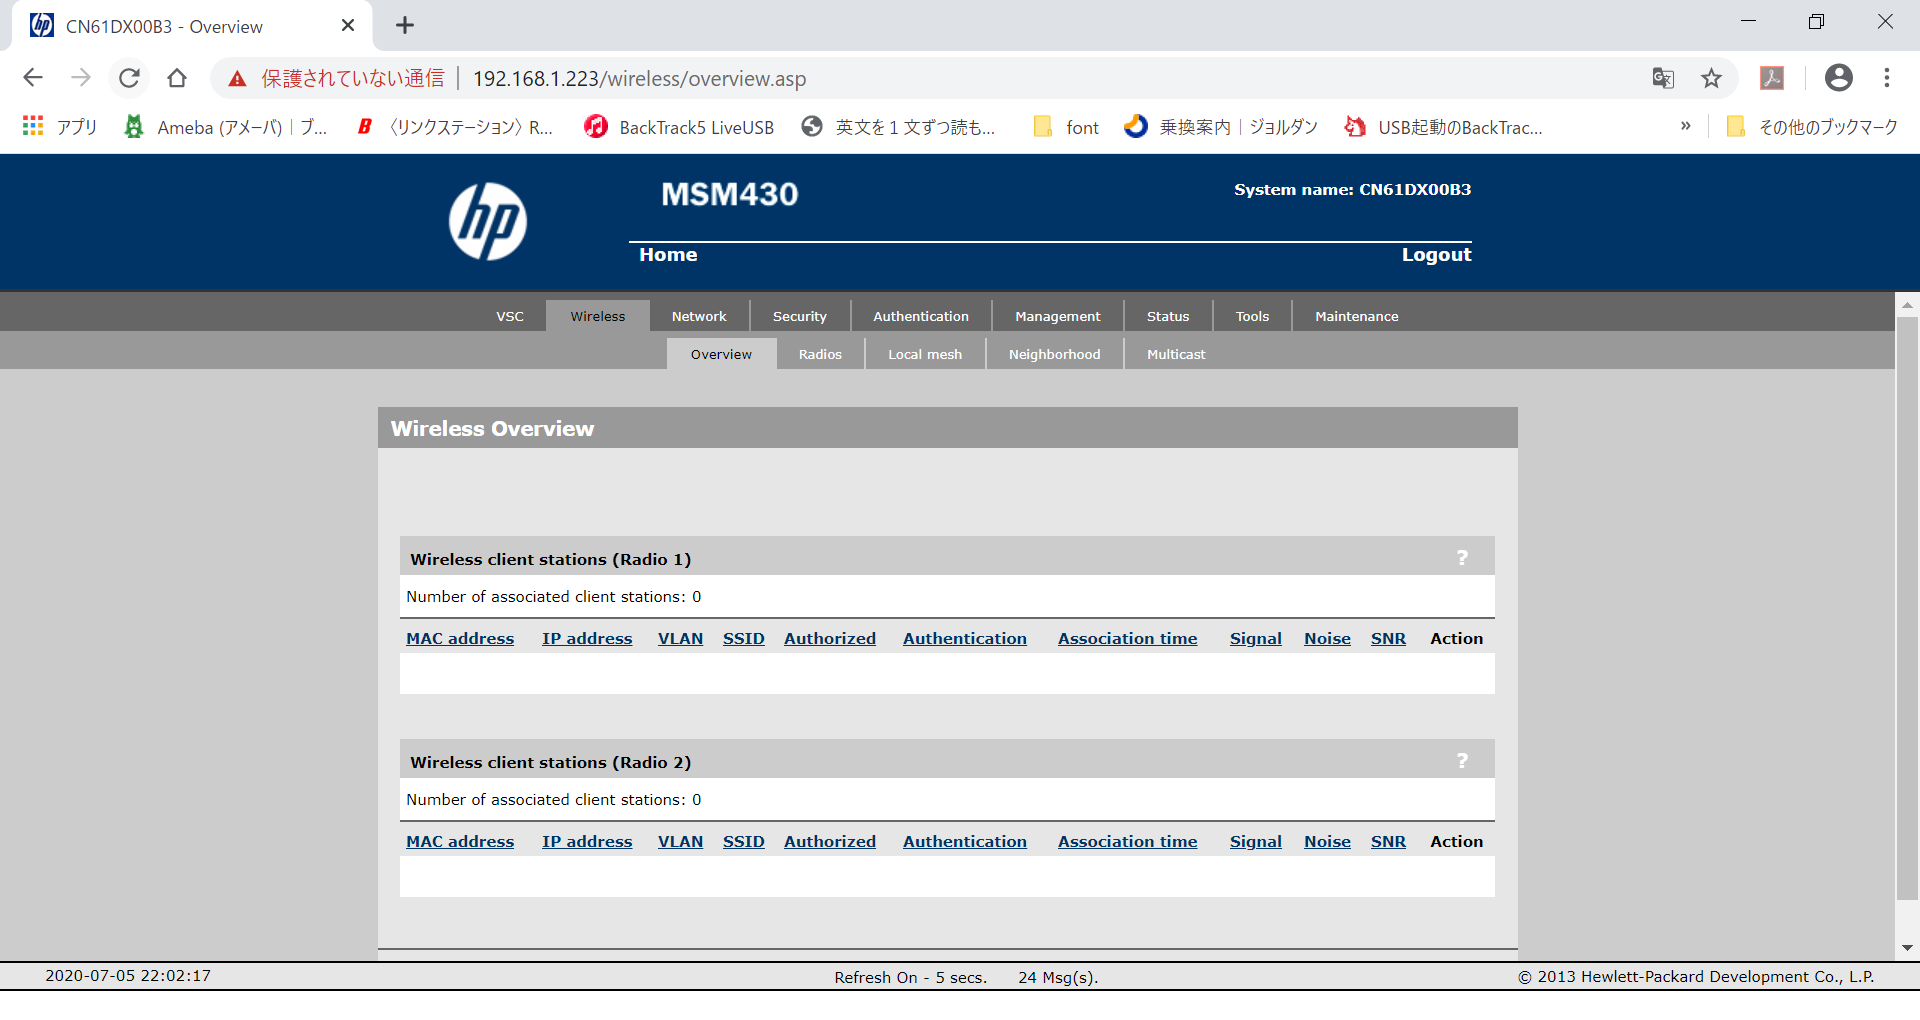 CN61DX00B3 - Overview
保護されていない通信 192.168.1.223/wireless/overview.asp
アプリ Ameba (アメーバ) | ブ... 〈リンクステーション〉 R... BackTrack5 LiveUSB 英文を1文ずつ読も... font 乗換案内 | ジョルダン USB起動のBackTrac... » その他のブックマーク
hp MSM430 System name: CN61DX00B3
Home Logout
VSC Wireless Network Security Authentication Management Status Tools Maintenance
Overview Radios Local mesh Neighborhood Multicast
Wireless Overview
Wireless client stations (Radio 1) ?
Number of associated client stations: 0
MAC address IP address VLAN SSID Authorized Authentication Association time Signal Noise SNR Action
Wireless client stations (Radio 2) ?
Number of associated client stations: 0
MAC address IP address VLAN SSID Authorized Authentication Association time Signal Noise SNR Action
2020-07-05 22:02:17 Refresh On - 5 secs. 24 Msg(s). © 2013 Hewlett-Packard Development Co., L.P.